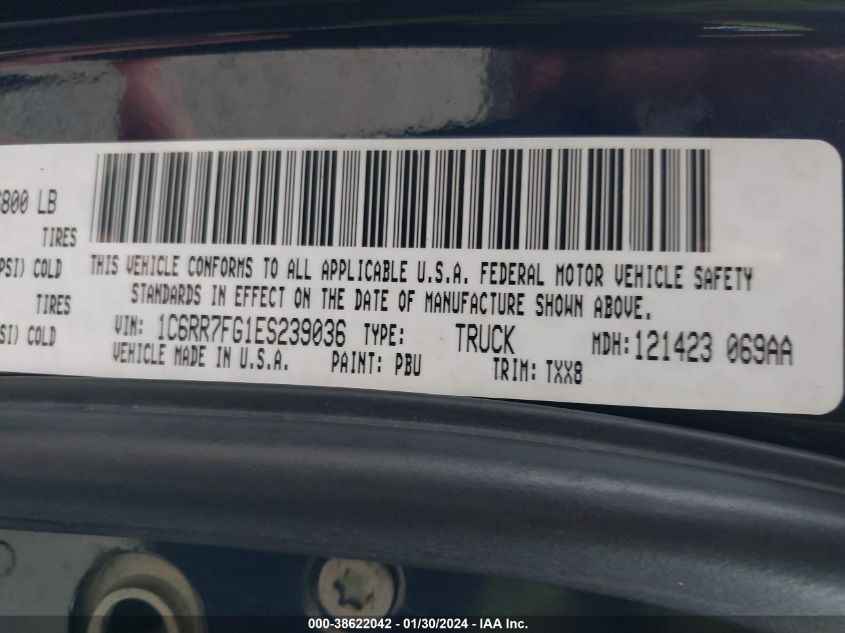 800 LB
TIRES
PSI) COLD
TIRES
SI) COLD
THIS VEHICLE CONFORMS TO ALL APPLICABLE U.S.A. FEDERAL MOTOR VEHICLE SAFETY
STANDARDS IN EFFECT ON THE DATE OF MANUFACTURE SHOWN ABOVE.
VIN: 1C6RR7FG1ES239036 TYPE: TRUCK MDH: 121423 069AA
VEHICLE MADE IN U.S.A. PAINT: PBU TRIM: TXX8
000-38622042 - 01/30/2024 - IAA Inc.